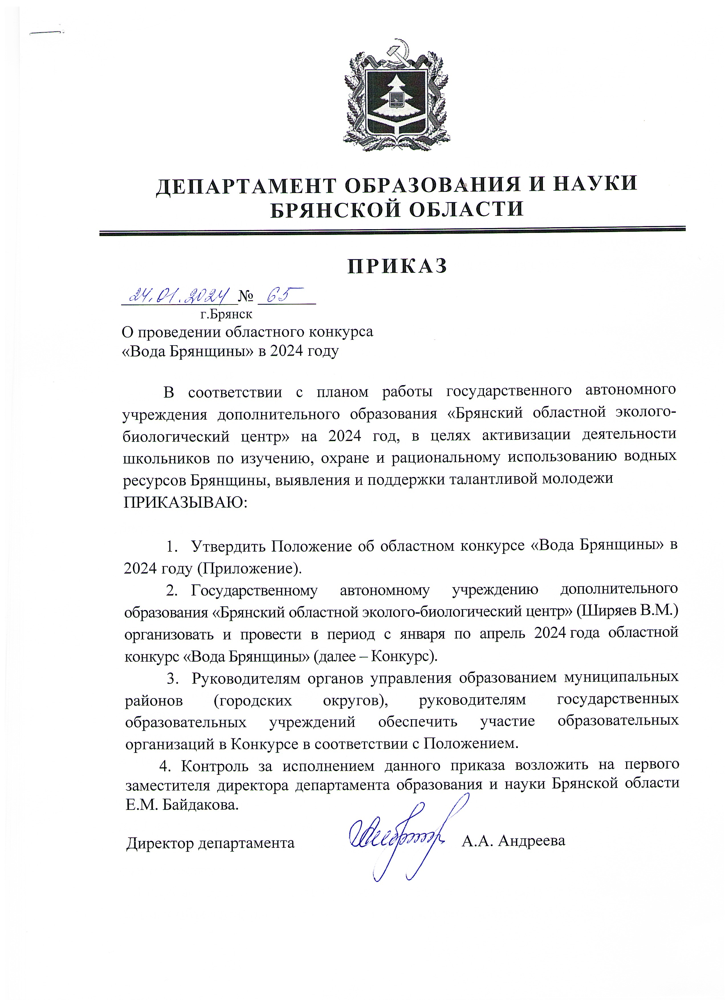 ДЕПАРТАМЕНТ ОБРАЗОВАНИЯ И НАУКИ
БРЯНСКОЙ ОБЛАСТИ
ПРИКАЗ
24.01.2024 № 65
г.Брянск
О проведении областного конкурса
«Вода Брянщины» в 2024 году
В соответствии с планом работы государственного автономного
учреждения дополнительного образования «Брянский областной эколого-
биологический центр» на 2024 год, в целях активизации деятельности
школьников по изучению, охране и рациональному использованию водных
ресурсов Брянщины, выявления и поддержки талантливой молодежи
ПРИКАЗЫВАЮ:
1. Утвердить Положение об областном конкурсе «Вода Брянщины» в
2024 году (Приложение).
2. Государственному автономному учреждению дополнительного
образования «Брянский областной эколого-биологический центр» (Ширяев В.М.)
организовать и провести в период с января по апрель 2024 года областной
конкурс «Вода Брянщины» (далее – Конкурс).
3. Руководителям органов управления образованием муниципальных
районов (городских округов), руководителям государственных
образовательных учреждений обеспечить участие образовательных
организаций в Конкурсе в соответствии с Положением.
4. Контроль за исполнением данного приказа возложить на первого
заместителя директора департамента образования и науки Брянской области
Е.М. Байдакова.
Директор департамента А.А. Андреева